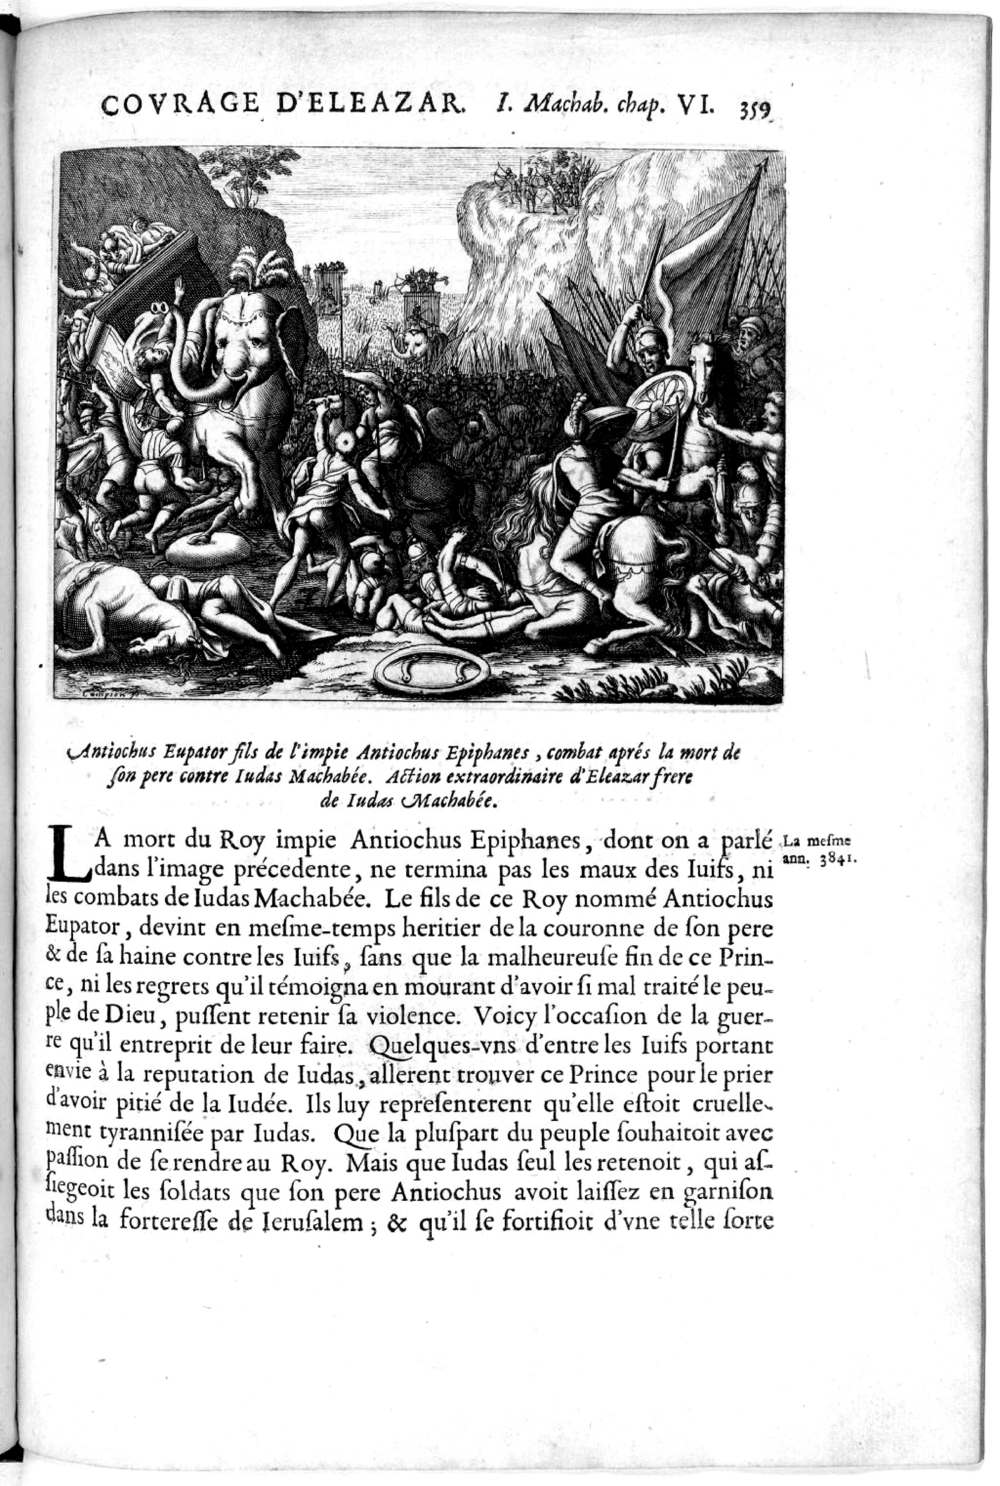 COVRAGE D'ELEAZAR. I. Machab. chap. VI. 359
Campion
Antiochus Eupator fils de l'impie Antiochus Epiphanes, combat aprés la mort de
ſon pere contre Iudas Machabée. Action extraordinaire d'Eleazar frere
de Iudas Machabée.
LA mort du Roy impie Antiochus Epiphanes, dont on a parlé
dans l'image précedente, ne termina pas les maux des Iuifs, ni
les combats de Iudas Machabée. Le fils de ce Roy nommé Antiochus
Eupator, devint en meſme-temps heritier de la couronne de ſon pere
& de ſa haine contre les Iuifs, ſans que la malheureuſe fin de ce Prin-
ce, ni les regrets qu'il témoigna en mourant d'avoir ſi mal traité le peu-
ple de Dieu, puſſent retenir ſa violence. Voicy l'occaſion de la guer-
re qu'il entreprit de leur faire. Quelques-vns d'entre les Iuifs portant
envie à la reputation de Iudas, allerent trouver ce Prince pour le prier
d'avoir pitié de la Iudée. Ils luy repreſenterent qu'elle eſtoit cruelle-
ment tyranniſée par Iudas. Que la pluſpart du peuple ſouhaitoit avec
paſſion de ſe rendre au Roy. Mais que Iudas ſeul les retenoit, qui aſ-
ſiegeoit les ſoldats que ſon pere Antiochus avoit laiſſez en garniſon
dans la forterеſſe de Ieruſalem; & qu'il ſe fortifioit d'vne telle ſorte
La meſme
ann. 3841.